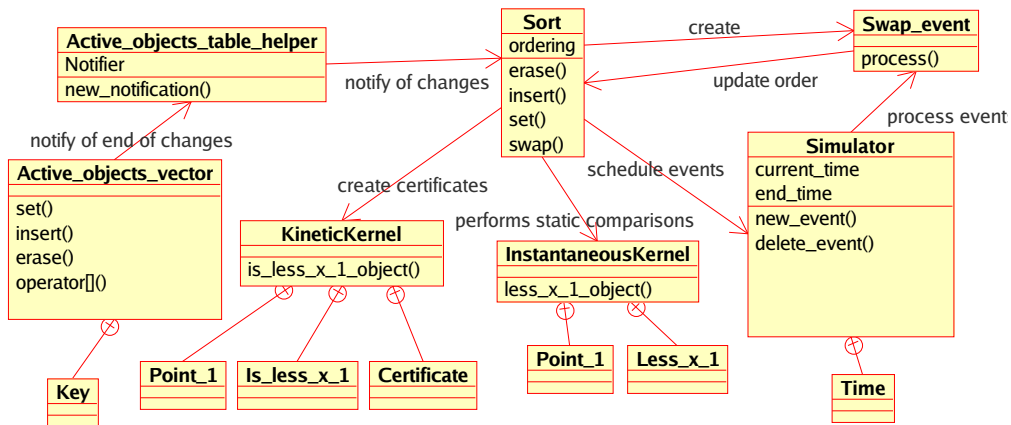 Sort
ordering
erase()
insert()
set()
swap()
create
Swap_event
process()
update order
Active_objects_table_helper
Notifier
new_notification()
notify of changes
notify of end of changes
process event
Active_objects_vector
set()
insert()
erase()
operator[]()
create certificates
schedule events
Simulator
current_time
end_time
new_event()
delete_event()
performs static comparisons
KineticKernel
is_less_x_1_object()
InstantaneousKernel
less_x_1_object()
Key
Point_1
Is_less_x_1
Certificate
Point_1
Less_x_1
Time